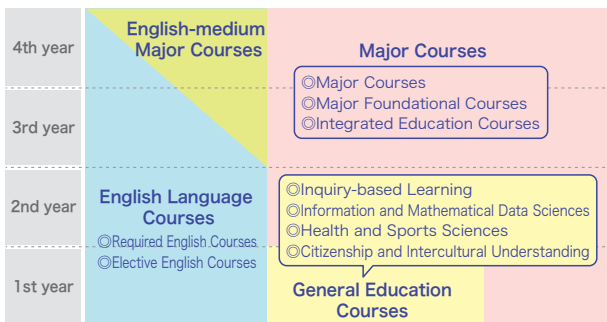 4th year
3rd year
2nd year
1st year
English-medium
Major Courses
Major Courses
◎Major Courses
◎Major Foundational Courses
◎Integrated Education Courses
English Language
Courses
◎Required English Courses
◎Elective English Courses
◎Inquiry-based Learning
◎Information and Mathematical Data Sciences
◎Health and Sports Sciences
◎Citizenship and Intercultural Understanding
General Education
Courses